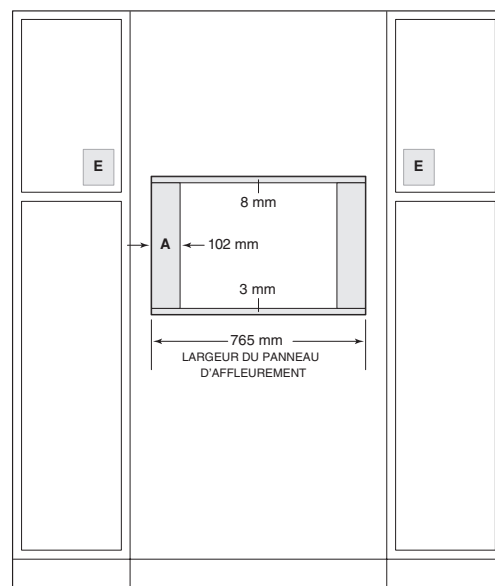 E
E
8 mm
A
102 mm
3 mm
765 mm
LARGEUR DU PANNEAU
D'AFFLEUREMENT